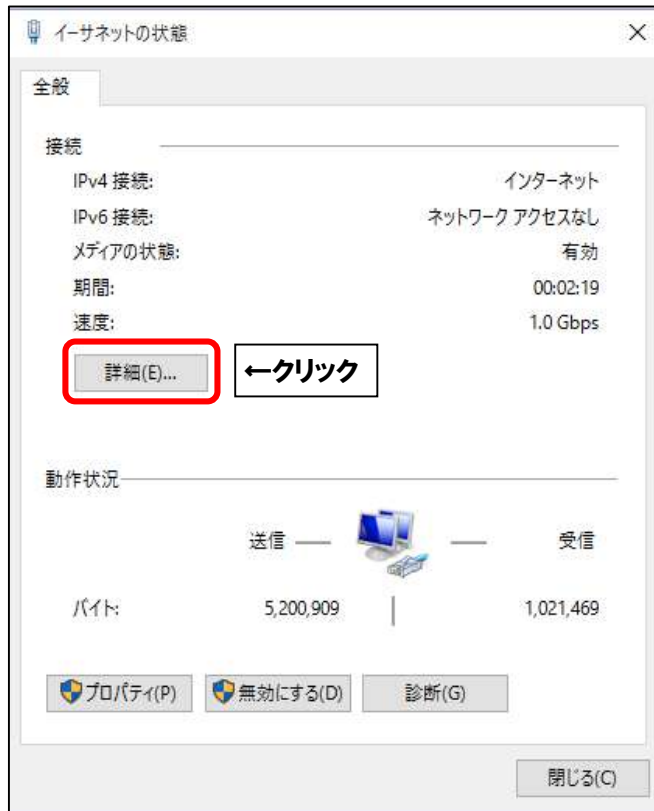 イーサネットの状態
全般
接続
IPv4 接続: インターネット
IPv6 接続: ネットワーク アクセスなし
メディアの状態: 有効
期間: 00:02:19
速度: 1.0 Gbps
詳細(E)... ←クリック
動作状況
送信 受信
バイト: 5,200,909 1,021,469
プロパティ(P) 無効にする(D) 診断(G)
閉じる(C)